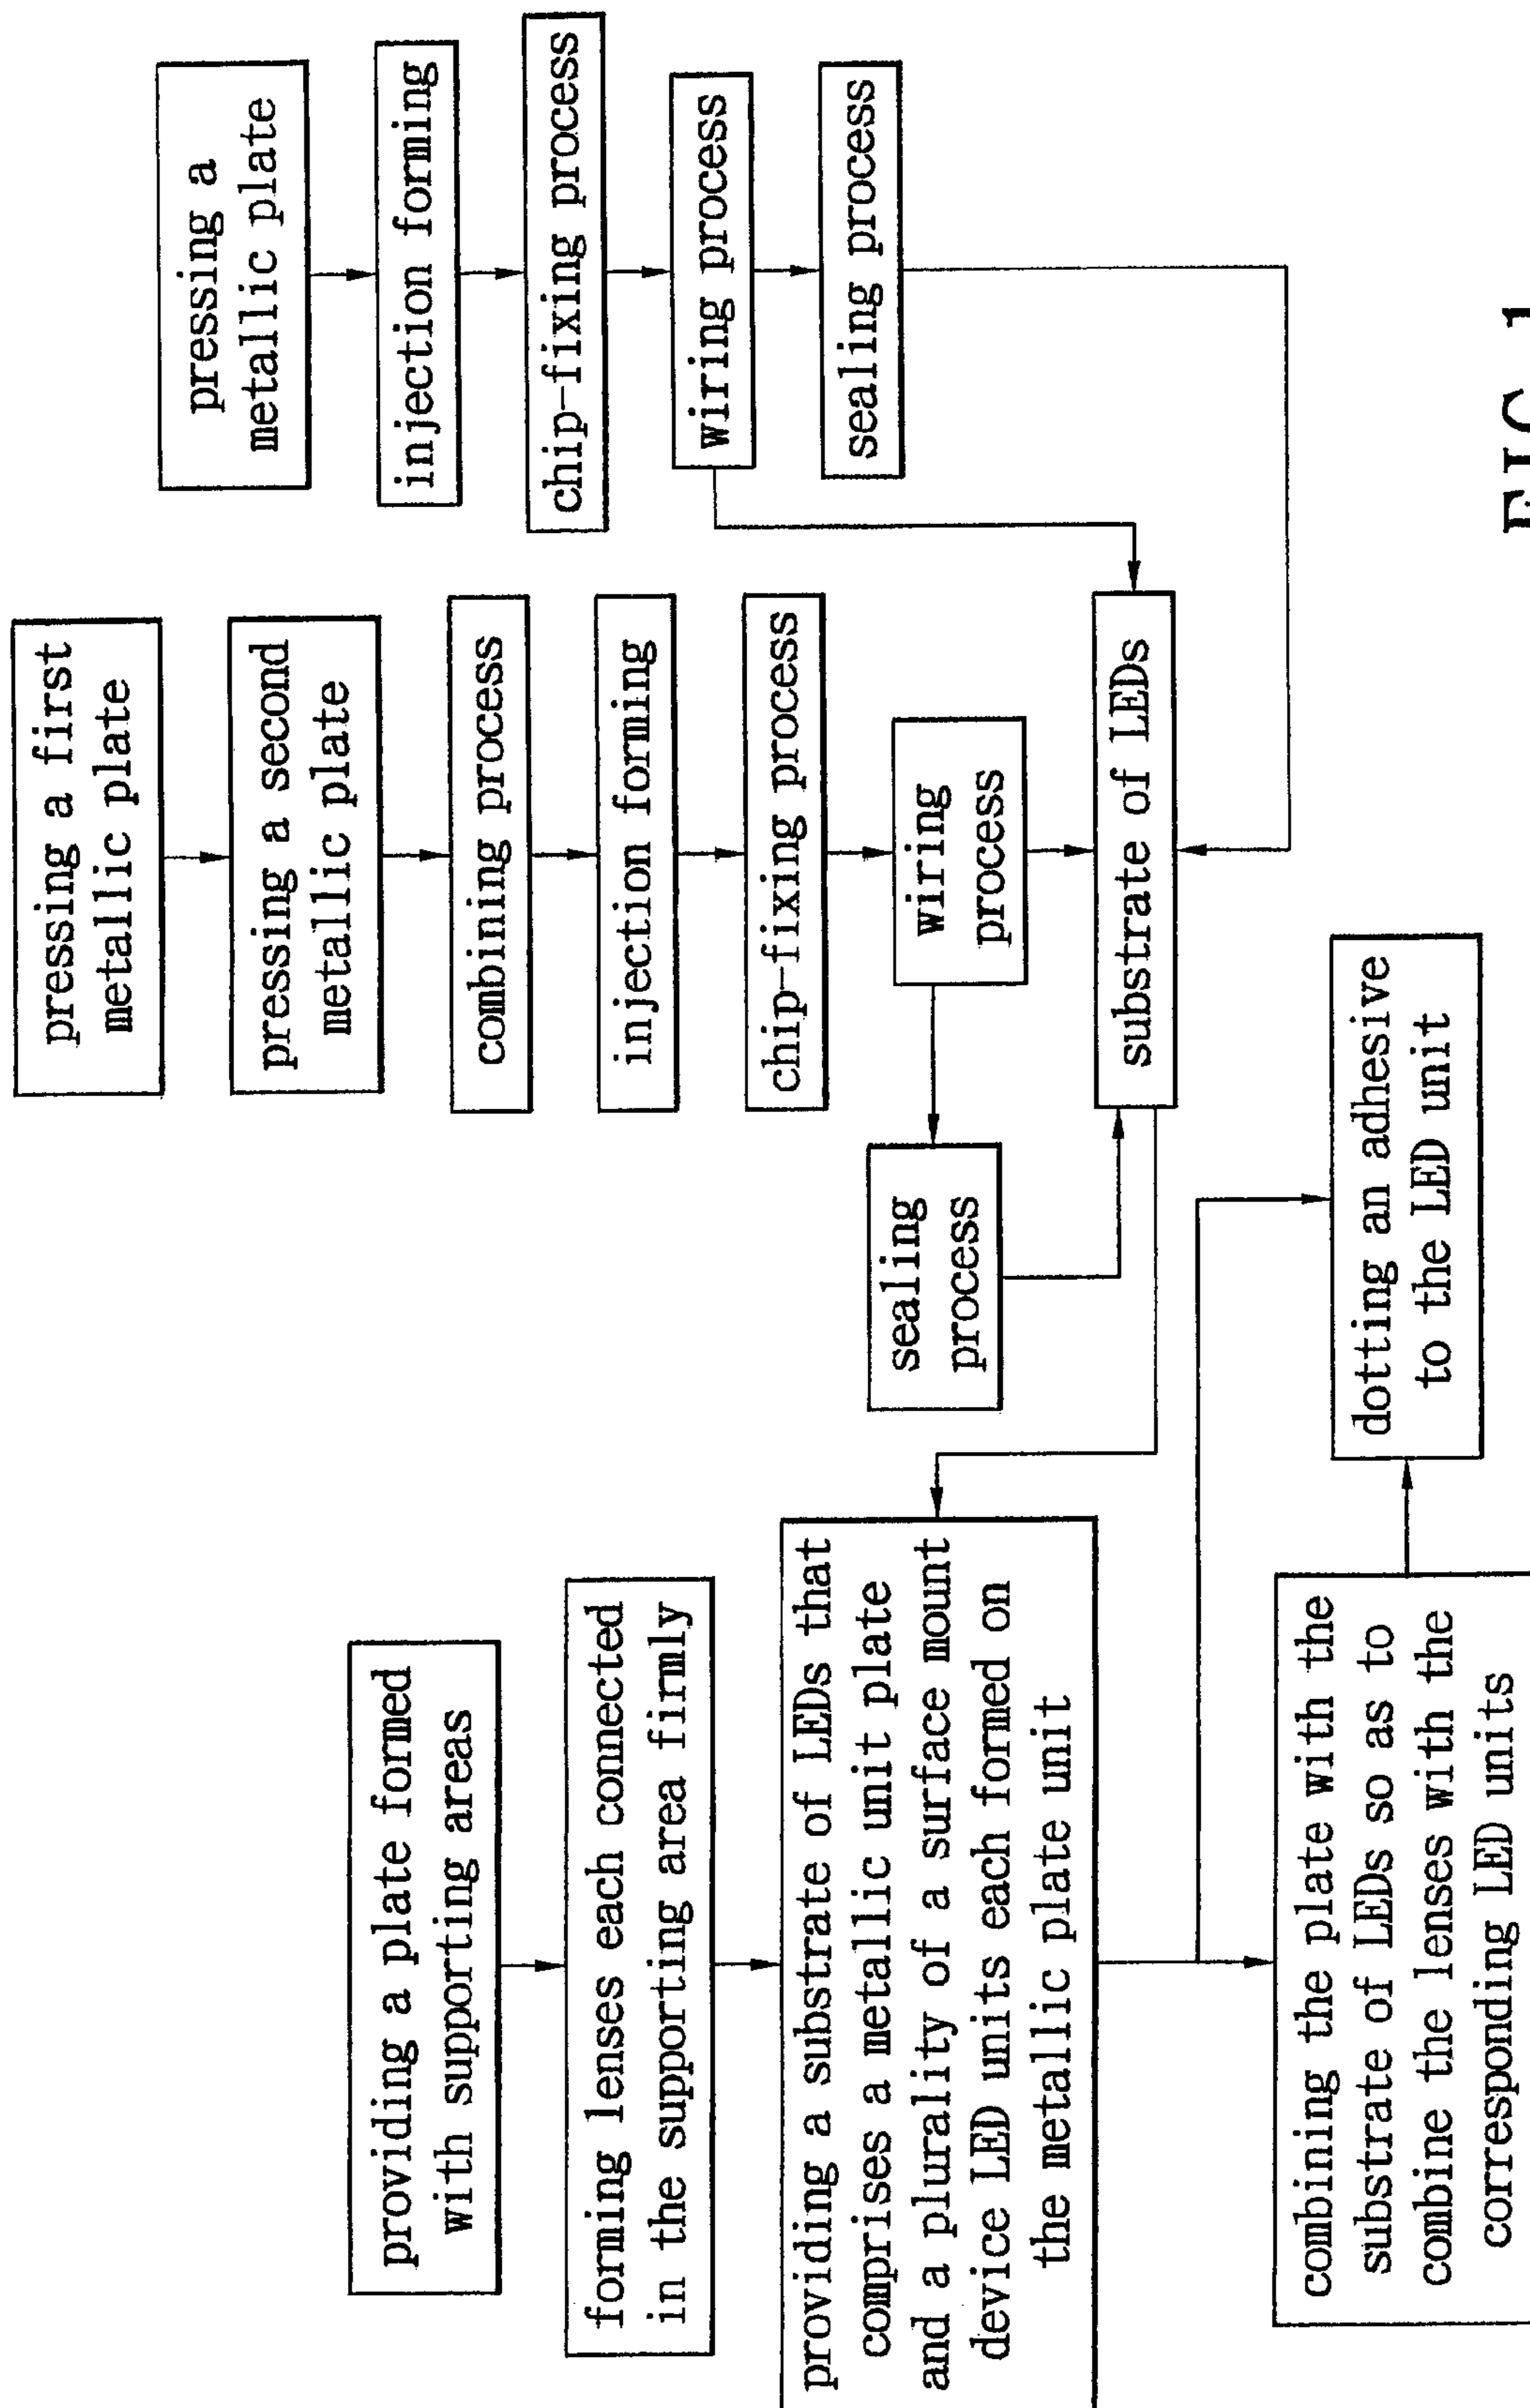 providing a plate formed
with supporting areas
forming lenses each connected
in the supporting area firmly
providing a substrate of LEDs that
comprises a metallic unit plate
and a plurality of a surface mount
device LED units each formed on
the metallic plate unit
combining the plate with the
substrate of LEDs so as to
combine the lenses with the
corresponding LED units
sealing
process
dotting an adhesive
to the LED unit
pressing a first
metallic plate
pressing a second
metallic plate
combining process
injection forming
chip-fixing process
wiring
process
substrate of LEDs
pressing a
metallic plate
injection forming
chip-fixing process
wiring process
sealing process
FIG. 1